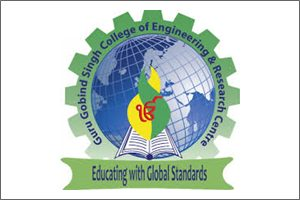 Guru Gobind Singh College of Engineering & Research Centre
ੴ
Educating with Global Standards